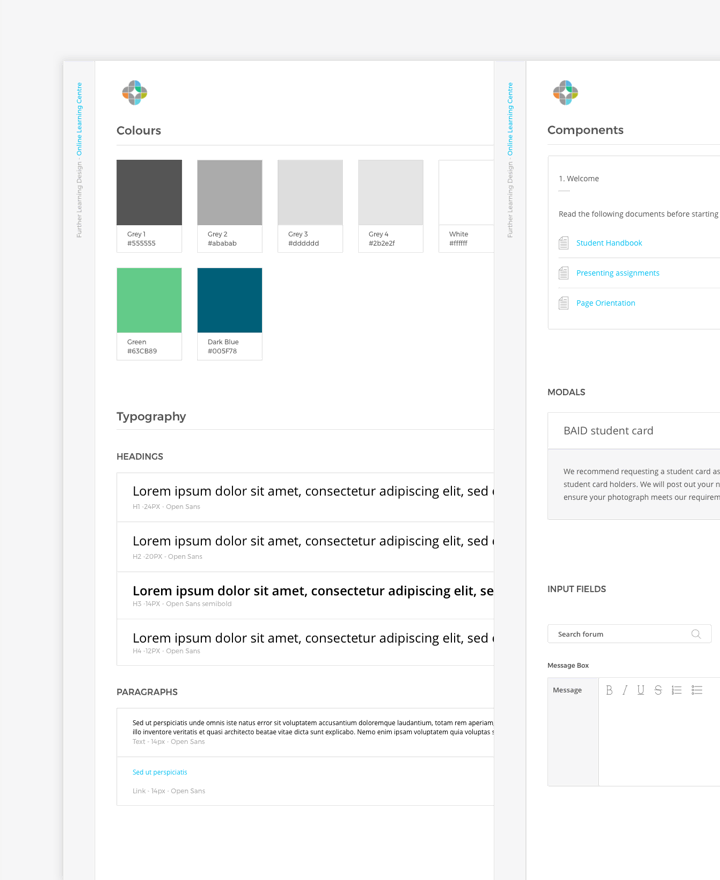 Further Learning Design - Online Learning Centre
Colours
Grey 1
#555555
Grey 2
#ababab
Grey 3
#dddddd
Grey 4
#2b2e2f
White
#ffffff
Green
#63CB89
Dark Blue
#005F78
Typography
HEADINGS
Lorem ipsum dolor sit amet, consectetur adipiscing elit, sed
H1 -24PX - Open Sans
Lorem ipsum dolor sit amet, consectetur adipiscing elit, sed
H2 -20PX - Open Sans
Lorem ipsum dolor sit amet, consectetur adipiscing elit, se
H3 -14PX - Open Sans semibold
Lorem ipsum dolor sit amet, consectetur adipiscing elit, sed
H4 -12PX - Open Sans
PARAGRAPHS
Sed ut perspiciatis unde omnis iste natus error sit voluptatem accusantium doloremque laudantium, totam rem aperiam,
illo inventore veritatis et quasi architecto beatae vitae dicta sunt explicabo. Nemo enim ipsam voluptatem quia voluptas s
Text - 14px - Open Sans
Sed ut perspiciatis
Link - 14px - Open Sans
Further Learning Design - Online Learning Centre
Components
1. Welcome
Read the following documents before starting
Student Handbook
Presenting assignments
Page Orientation
MODALS
BAID student card
We recommend requesting a student card as
student card holders. We will post out your n
ensure your photograph meets our requirem
INPUT FIELDS
Search forum
Message Box
Message
B I U S